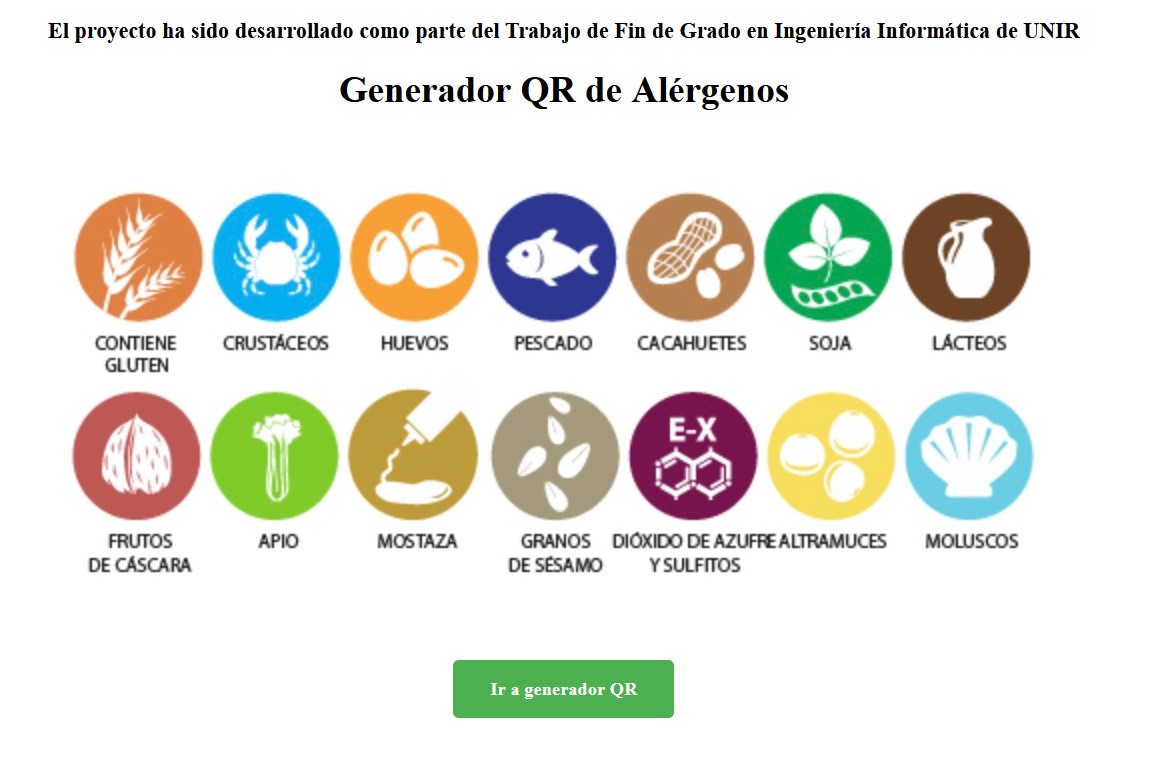 El proyecto ha sido desarrollado como parte del Trabajo de Fin de Grado en Ingeniería Informática de UNIR
Generador QR de Alérgenos
CONTIENE
GLUTEN
CRUSTÁCEOS
HUEVOS
PESCADO
CACAHUETES
SOJA
LÁCTEOS
FRUTOS
DE CÁSCARA
APIO
MOSTAZA
GRANOS
DE SÉSAMO
E-X
DIÓXIDO DE AZUFRE
Y SULFITOS
ALTRAMUCES
MOLUSCOS
Ir a generador QR